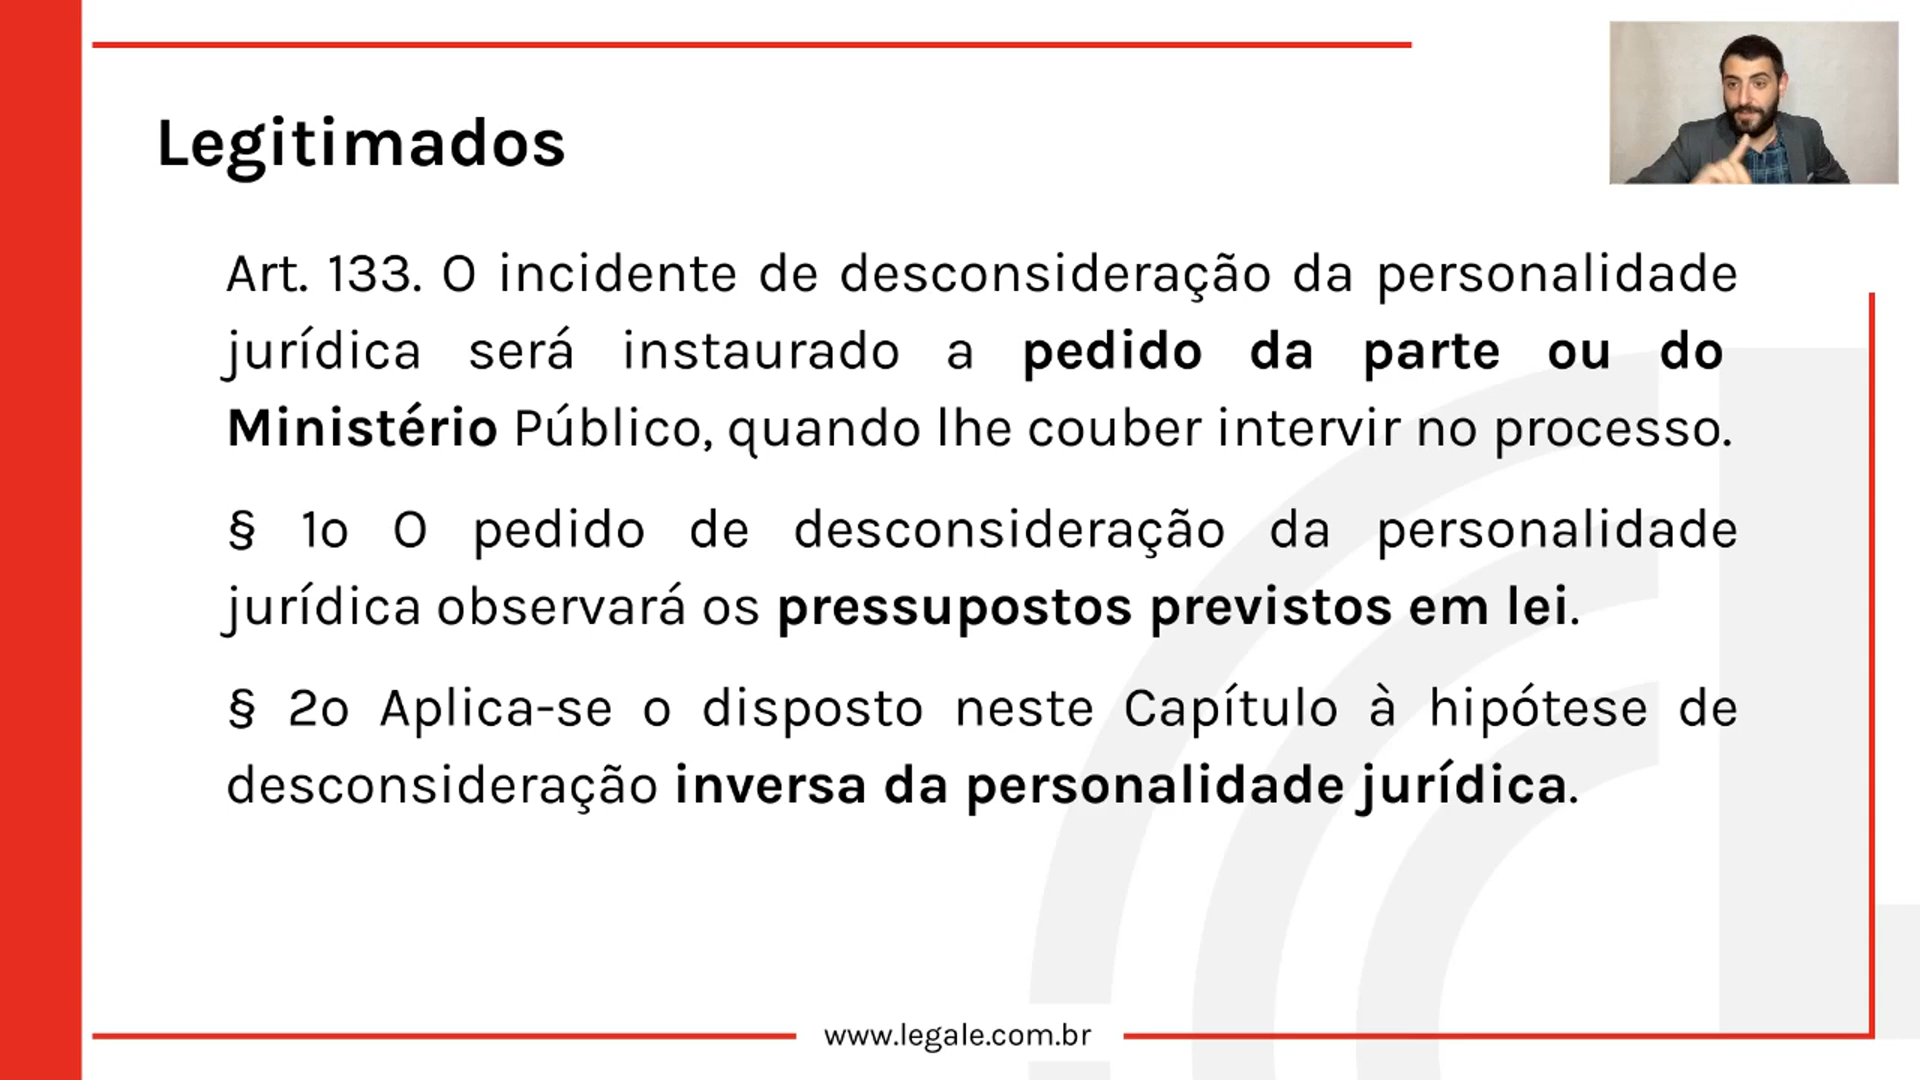 Legitimados
Art. 133. O incidente de desconsideração da personalidade
jurídica será instaurado a pedido da parte ou do
Ministério Público, quando lhe couber intervir no processo.
§ 1o O pedido de desconsideração da personalidade
jurídica observará os pressupostos previstos em lei.
§ 2o Aplica-se o disposto neste Capítulo à hipótese de
desconsideração inversa da personalidade jurídica.
www.legale.com.br